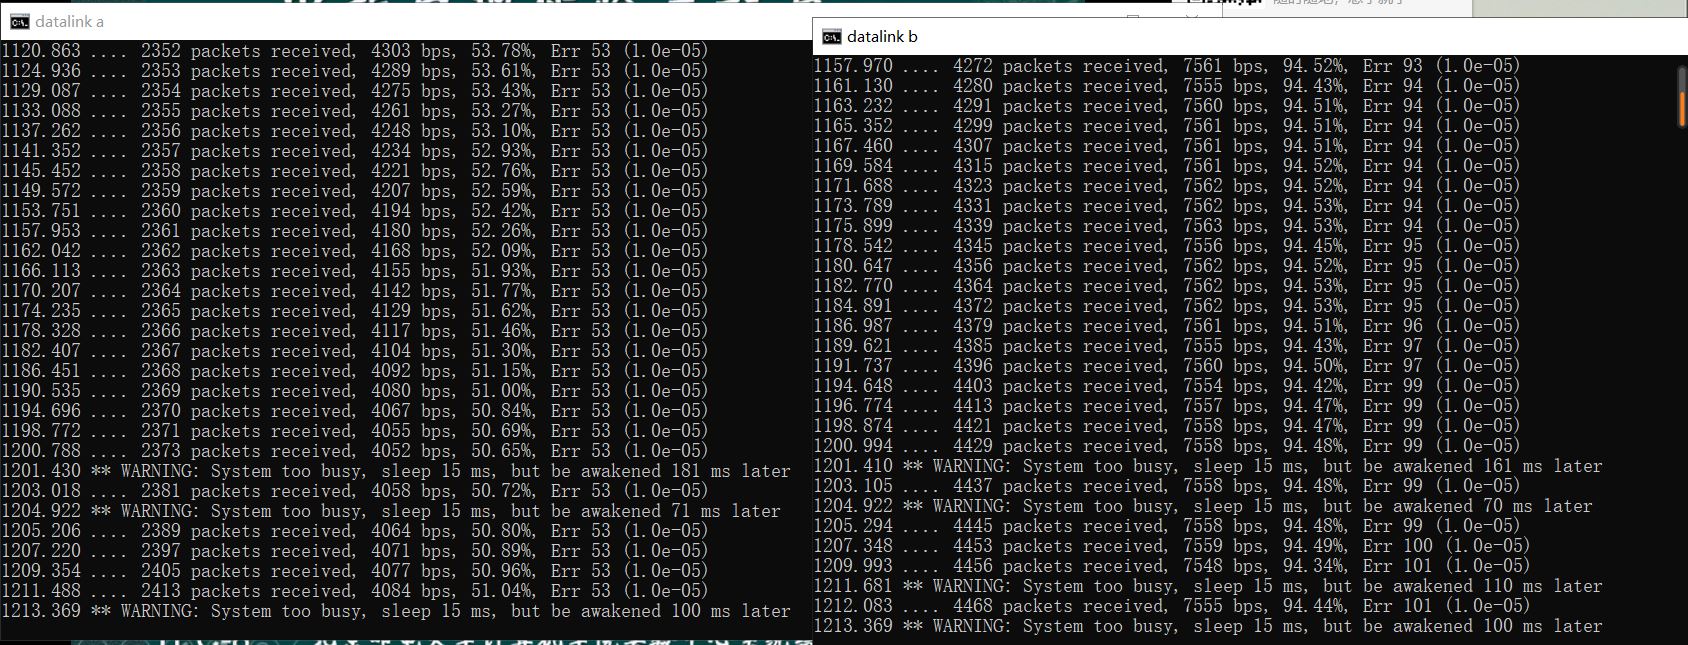 datalink a
1120.863 .... 2352 packets received, 4303 bps, 53.78%, Err 53 (1.0e-05)
1124.936 .... 2353 packets received, 4289 bps, 53.61%, Err 53 (1.0e-05)
1129.087 .... 2354 packets received, 4275 bps, 53.43%, Err 53 (1.0e-05)
1133.088 .... 2355 packets received, 4261 bps, 53.27%, Err 53 (1.0e-05)
1137.262 .... 2356 packets received, 4248 bps, 53.10%, Err 53 (1.0e-05)
1141.352 .... 2357 packets received, 4234 bps, 52.93%, Err 53 (1.0e-05)
1145.452 .... 2358 packets received, 4221 bps, 52.76%, Err 53 (1.0e-05)
1149.572 .... 2359 packets received, 4207 bps, 52.59%, Err 53 (1.0e-05)
1153.751 .... 2360 packets received, 4194 bps, 52.42%, Err 53 (1.0e-05)
1157.953 .... 2361 packets received, 4180 bps, 52.26%, Err 53 (1.0e-05)
1162.042 .... 2362 packets received, 4168 bps, 52.09%, Err 53 (1.0e-05)
1166.113 .... 2363 packets received, 4155 bps, 51.93%, Err 53 (1.0e-05)
1170.207 .... 2364 packets received, 4142 bps, 51.77%, Err 53 (1.0e-05)
1174.235 .... 2365 packets received, 4129 bps, 51.62%, Err 53 (1.0e-05)
1178.328 .... 2366 packets received, 4117 bps, 51.46%, Err 53 (1.0e-05)
1182.407 .... 2367 packets received, 4104 bps, 51.30%, Err 53 (1.0e-05)
1186.451 .... 2368 packets received, 4092 bps, 51.15%, Err 53 (1.0e-05)
1190.535 .... 2369 packets received, 4080 bps, 51.00%, Err 53 (1.0e-05)
1194.696 .... 2370 packets received, 4067 bps, 50.84%, Err 53 (1.0e-05)
1198.772 .... 2371 packets received, 4055 bps, 50.69%, Err 53 (1.0e-05)
1200.788 .... 2373 packets received, 4052 bps, 50.65%, Err 53 (1.0e-05)
1201.430 ** WARNING: System too busy, sleep 15 ms, but be awakened 181 ms later
1203.018 .... 2381 packets received, 4058 bps, 50.72%, Err 53 (1.0e-05)
1204.922 ** WARNING: System too busy, sleep 15 ms, but be awakened 71 ms later
1205.206 .... 2389 packets received, 4064 bps, 50.80%, Err 53 (1.0e-05)
1207.220 .... 2397 packets received, 4071 bps, 50.89%, Err 53 (1.0e-05)
1209.354 .... 2405 packets received, 4077 bps, 50.96%, Err 53 (1.0e-05)
1211.488 .... 2413 packets received, 4084 bps, 51.04%, Err 53 (1.0e-05)
1213.369 ** WARNING: System too busy, sleep 15 ms, but be awakened 100 ms later
datalink b
1157.970 .... 4272 packets received, 7561 bps, 94.52%, Err 93 (1.0e-05)
1161.130 .... 4280 packets received, 7555 bps, 94.43%, Err 94 (1.0e-05)
1163.232 .... 4291 packets received, 7560 bps, 94.51%, Err 94 (1.0e-05)
1165.352 .... 4299 packets received, 7561 bps, 94.51%, Err 94 (1.0e-05)
1167.460 .... 4307 packets received, 7561 bps, 94.51%, Err 94 (1.0e-05)
1169.584 .... 4315 packets received, 7561 bps, 94.52%, Err 94 (1.0e-05)
1171.688 .... 4323 packets received, 7562 bps, 94.52%, Err 94 (1.0e-05)
1173.789 .... 4331 packets received, 7562 bps, 94.53%, Err 94 (1.0e-05)
1175.899 .... 4339 packets received, 7563 bps, 94.53%, Err 94 (1.0e-05)
1178.542 .... 4345 packets received, 7556 bps, 94.45%, Err 95 (1.0e-05)
1180.647 .... 4356 packets received, 7562 bps, 94.52%, Err 95 (1.0e-05)
1182.770 .... 4364 packets received, 7562 bps, 94.53%, Err 95 (1.0e-05)
1184.891 .... 4372 packets received, 7562 bps, 94.53%, Err 95 (1.0e-05)
1186.987 .... 4379 packets received, 7561 bps, 94.51%, Err 96 (1.0e-05)
1189.621 .... 4385 packets received, 7555 bps, 94.43%, Err 97 (1.0e-05)
1191.737 .... 4396 packets received, 7560 bps, 94.50%, Err 97 (1.0e-05)
1194.648 .... 4403 packets received, 7554 bps, 94.42%, Err 99 (1.0e-05)
1196.774 .... 4413 packets received, 7557 bps, 94.47%, Err 99 (1.0e-05)
1198.874 .... 4421 packets received, 7558 bps, 94.47%, Err 99 (1.0e-05)
1200.994 .... 4429 packets received, 7558 bps, 94.48%, Err 99 (1.0e-05)
1201.410 ** WARNING: System too busy, sleep 15 ms, but be awakened 161 ms later
1203.105 .... 4437 packets received, 7558 bps, 94.48%, Err 99 (1.0e-05)
1204.922 ** WARNING: System too busy, sleep 15 ms, but be awakened 70 ms later
1205.294 .... 4445 packets received, 7558 bps, 94.48%, Err 99 (1.0e-05)
1207.348 .... 4453 packets received, 7559 bps, 94.49%, Err 100 (1.0e-05)
1209.993 .... 4456 packets received, 7548 bps, 94.34%, Err 101 (1.0e-05)
1211.681 ** WARNING: System too busy, sleep 15 ms, but be awakened 110 ms later
1212.083 .... 4468 packets received, 7555 bps, 94.44%, Err 101 (1.0e-05)
1213.369 ** WARNING: System too busy, sleep 15 ms, but be awakened 100 ms later